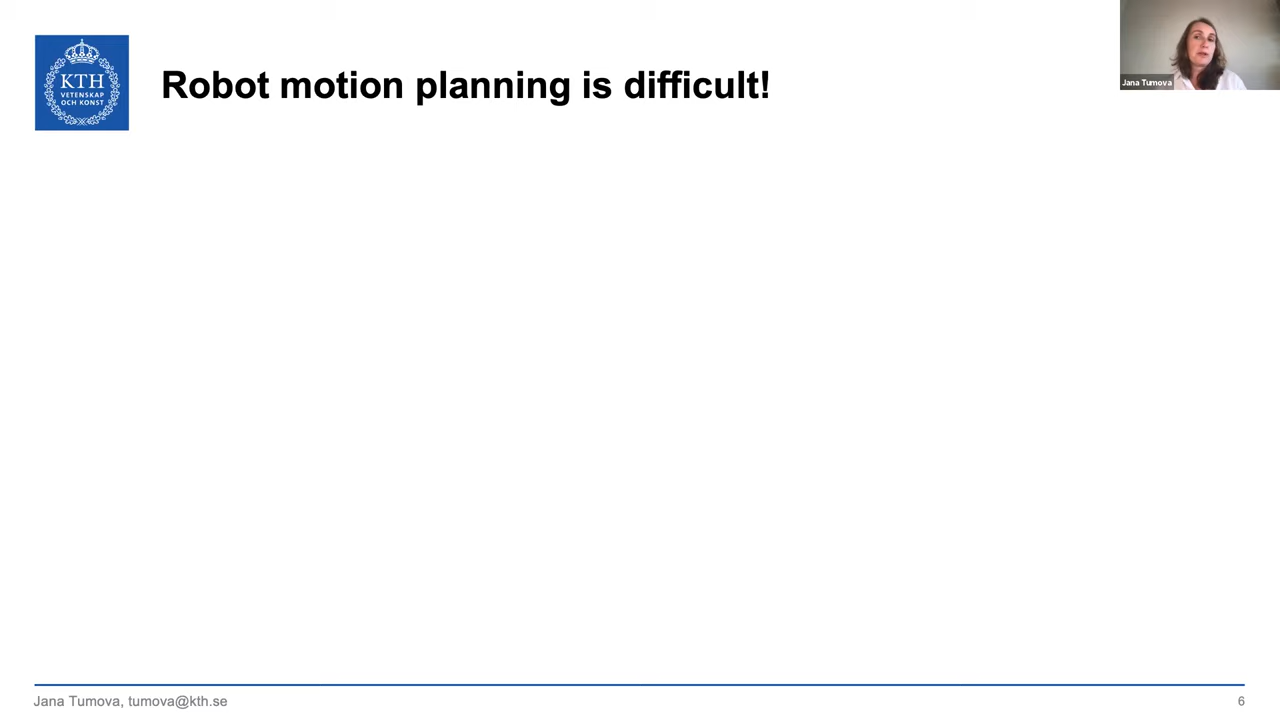 KTH
VETENSKAP
OCH KONST
Robot motion planning is difficult!
Jana Tumova
Jana Tumova, tumova@kth.se
6